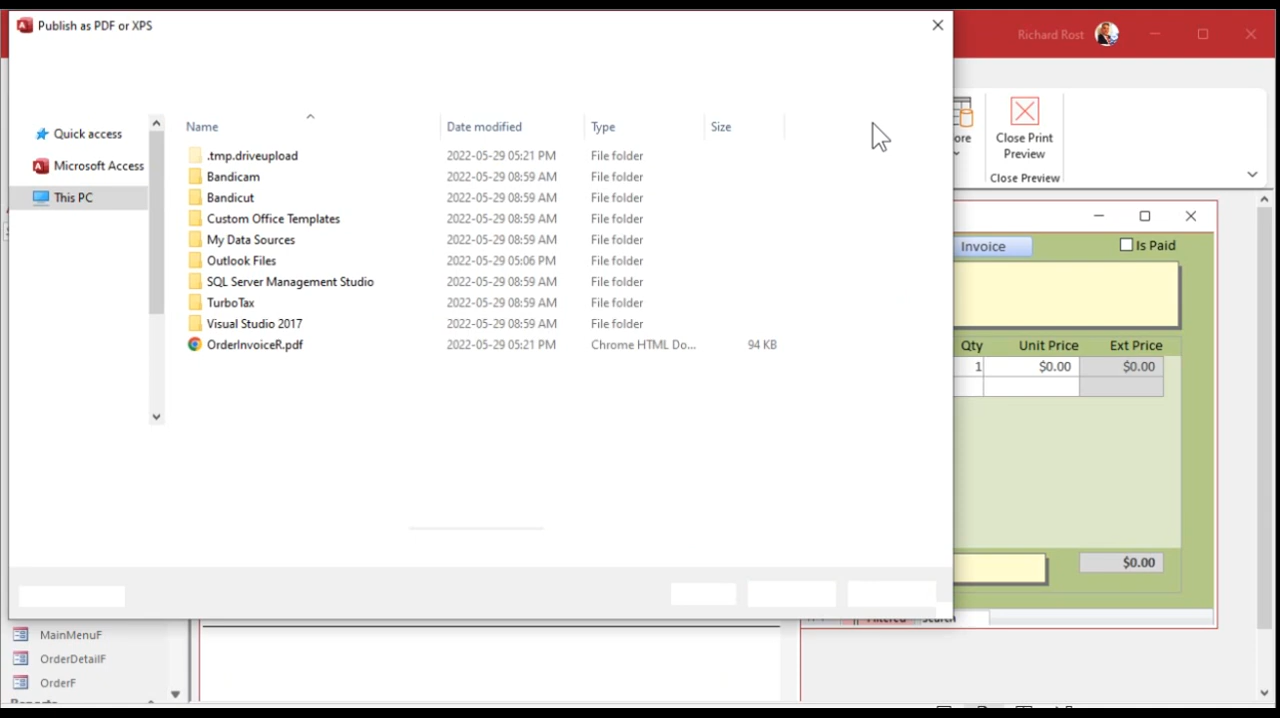 Publish as PDF or XPS
Richard Rost
Quick access
Microsoft Access
This PC
Name Date modified Type Size
.tmp.driveupload 2022-05-29 05:21 PM File folder
Bandicam 2022-05-29 08:59 AM File folder
Bandicut 2022-05-29 08:59 AM File folder
Custom Office Templates 2022-05-29 08:59 AM File folder
My Data Sources 2022-05-29 08:59 AM File folder
Outlook Files 2022-05-29 05:06 PM File folder
SQL Server Management Studio 2022-05-29 08:59 AM File folder
TurboTax 2022-05-29 08:59 AM File folder
Visual Studio 2017 2022-05-29 08:59 AM File folder
OrderInvoiceR.pdf 2022-05-29 05:21 PM Chrome HTML Do... 94 KB
ore
Close Print
Preview
Close Preview
Invoice Is Paid
Qty Unit Price Ext Price
1 $0.00 $0.00
$0.00
Filtered Search
MainMenuF
OrderDetailF
OrderF
Reports